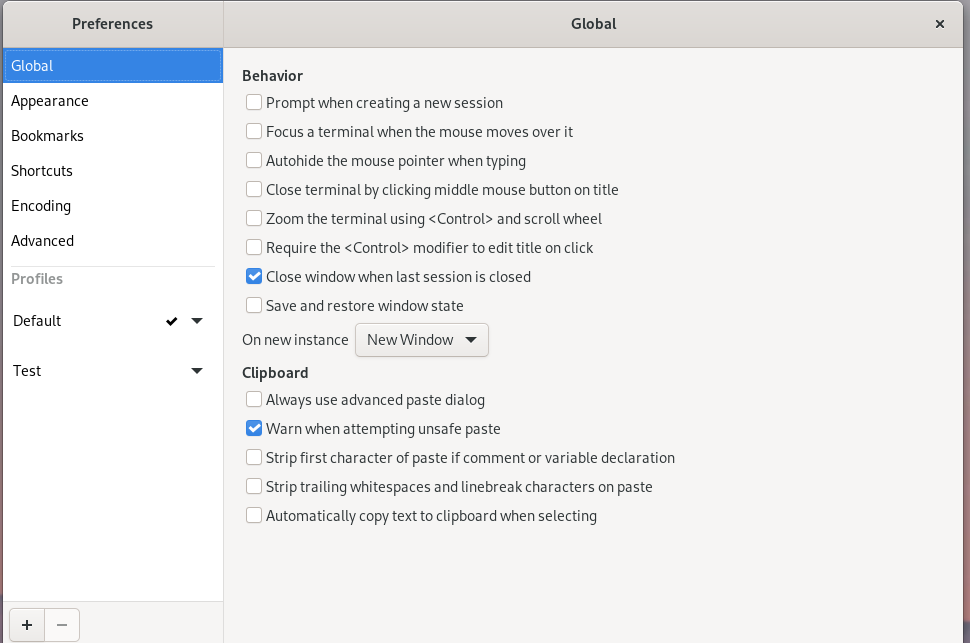 Preferences
Global
Global
Appearance
Bookmarks
Shortcuts
Encoding
Advanced
Profiles
Default
Test
Behavior
Prompt when creating a new session
Focus a terminal when the mouse moves over it
Autohide the mouse pointer when typing
Close terminal by clicking middle mouse button on title
Zoom the terminal using <Control> and scroll wheel
Require the <Control> modifier to edit title on click
Close window when last session is closed
Save and restore window state
On new instance New Window
Clipboard
Always use advanced paste dialog
Warn when attempting unsafe paste
Strip first character of paste if comment or variable declaration
Strip trailing whitespaces and linebreak characters on paste
Automatically copy text to clipboard when selecting